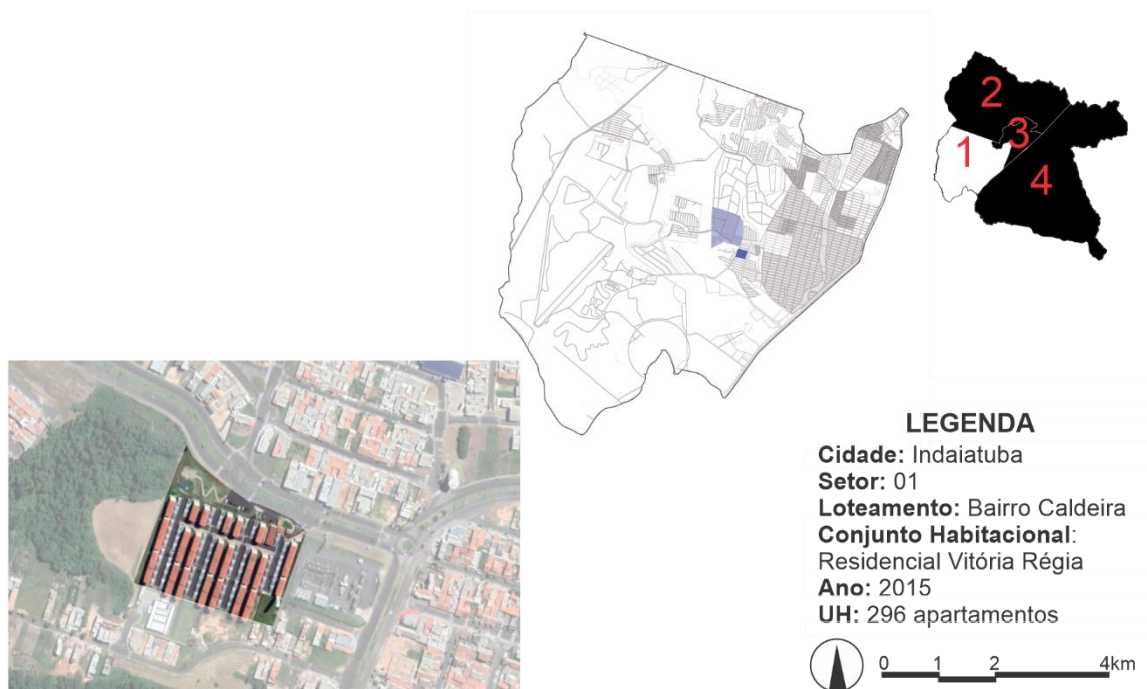 2
3
1
4
LEGENDA
Cidade: Indaiatuba
Setor: 01
Loteamento: Bairro Caldeira
Conjunto Habitacional:
Residencial Vitória Régia
Ano: 2015
UH: 296 apartamentos
0 1 2 4km